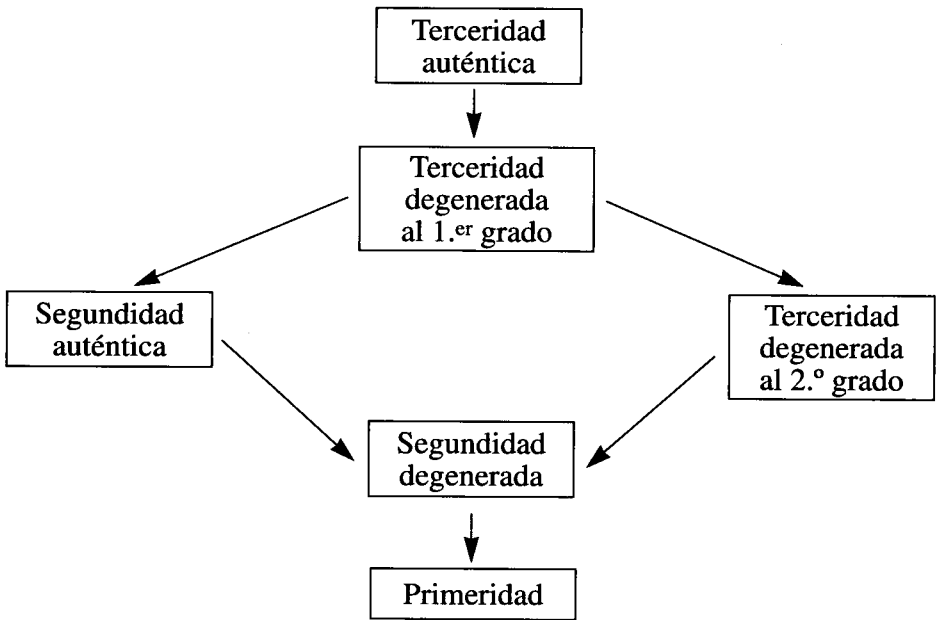 Terceridad
auténtica
Terceridad
degenerada
al 1.er grado
Segundidad
auténtica
Terceridad
degenerada
al 2.º grado
Segundidad
degenerada
Primeridad